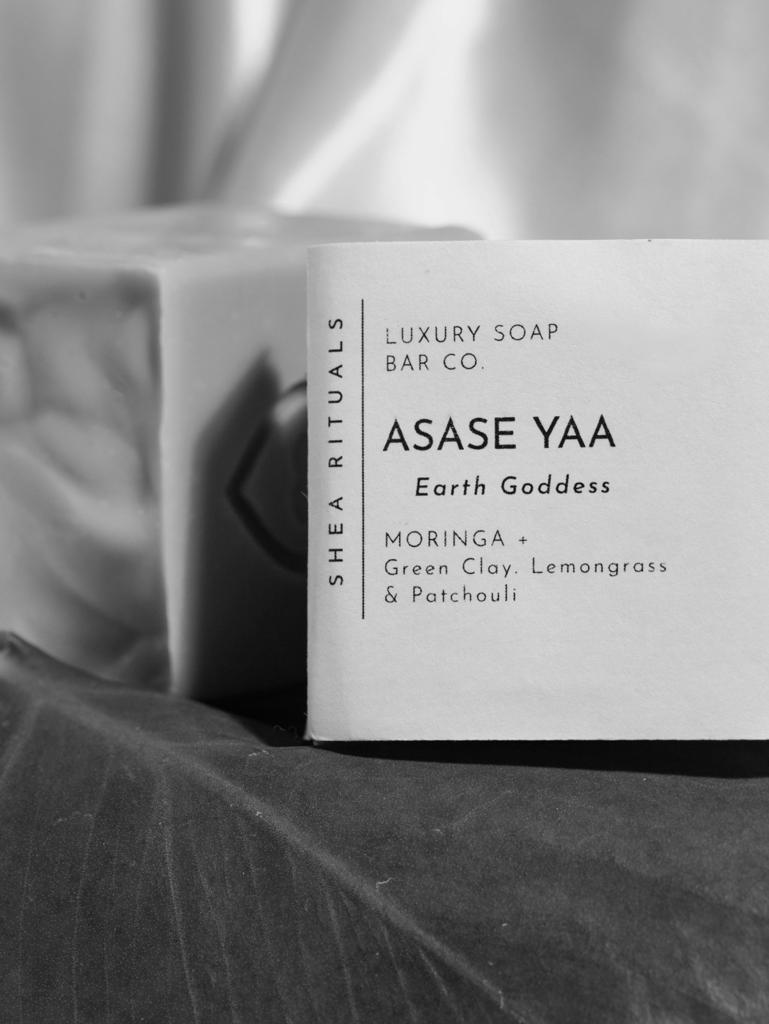 SHEA RITUALS
LUXURY SOAP
BAR CO.
ASASE YAA
Earth Goddess
MORINGA +
Green Clay. Lemongrass
& Patchouli